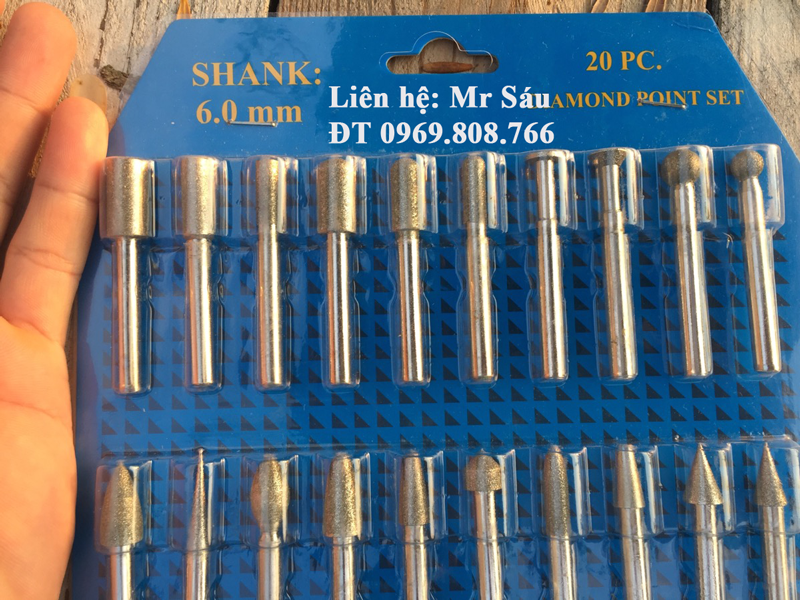 SHANK:
6.0 mm
20 PC.
AMOND POINT SET
Liên hệ: Mr Sáu
ĐT 0969.808.766